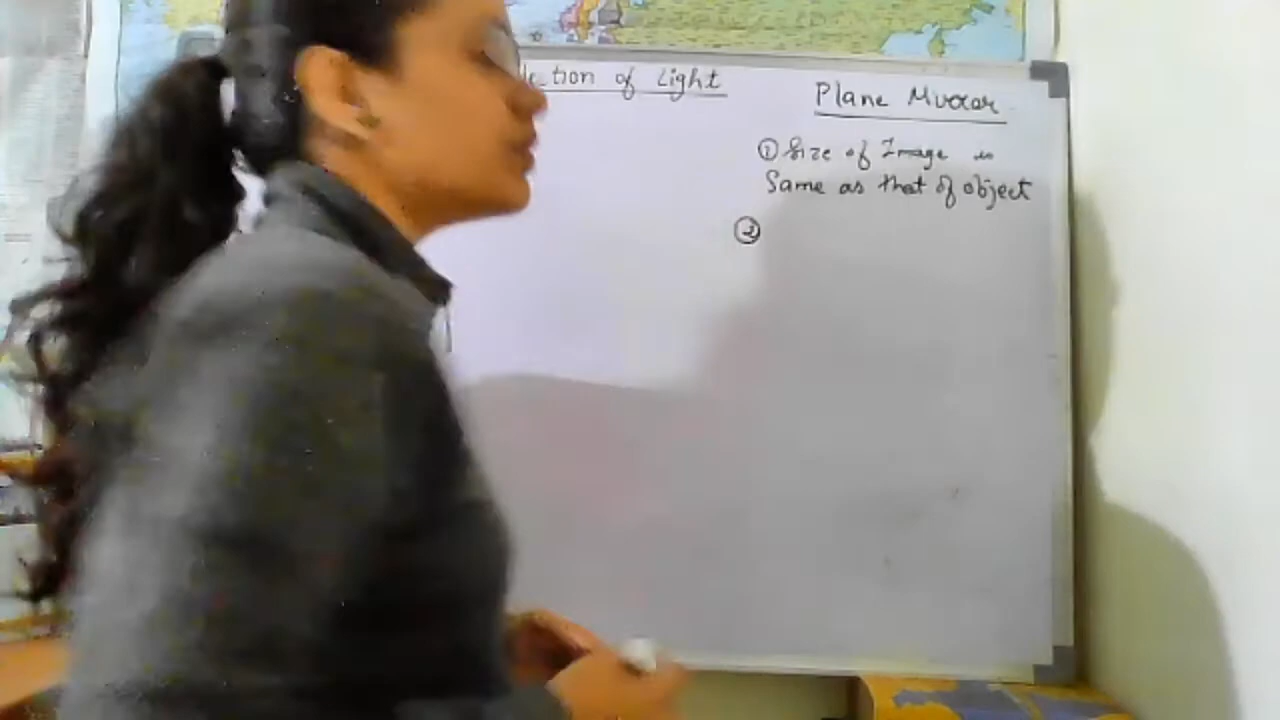 lection of Light
Plane Mirror
① Size of Image is
Same as that of object
②